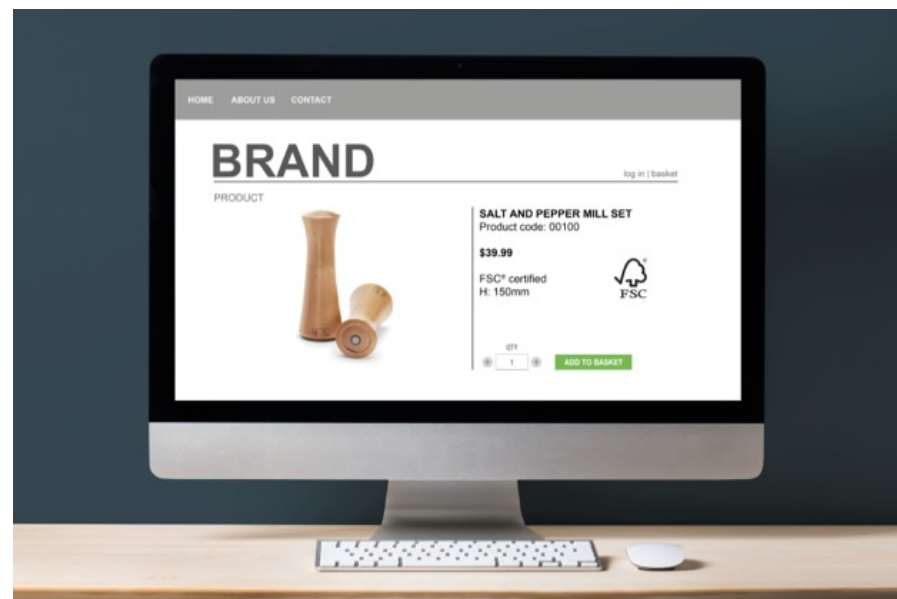 HOME ABOUT US CONTACT
BRAND
log in | basket
PRODUCT
SALT AND PEPPER MILL SET
Product code: 00100
$39.99
FSC® certified
H: 150mm
FSC®
QTY
1
ADD TO BASKET